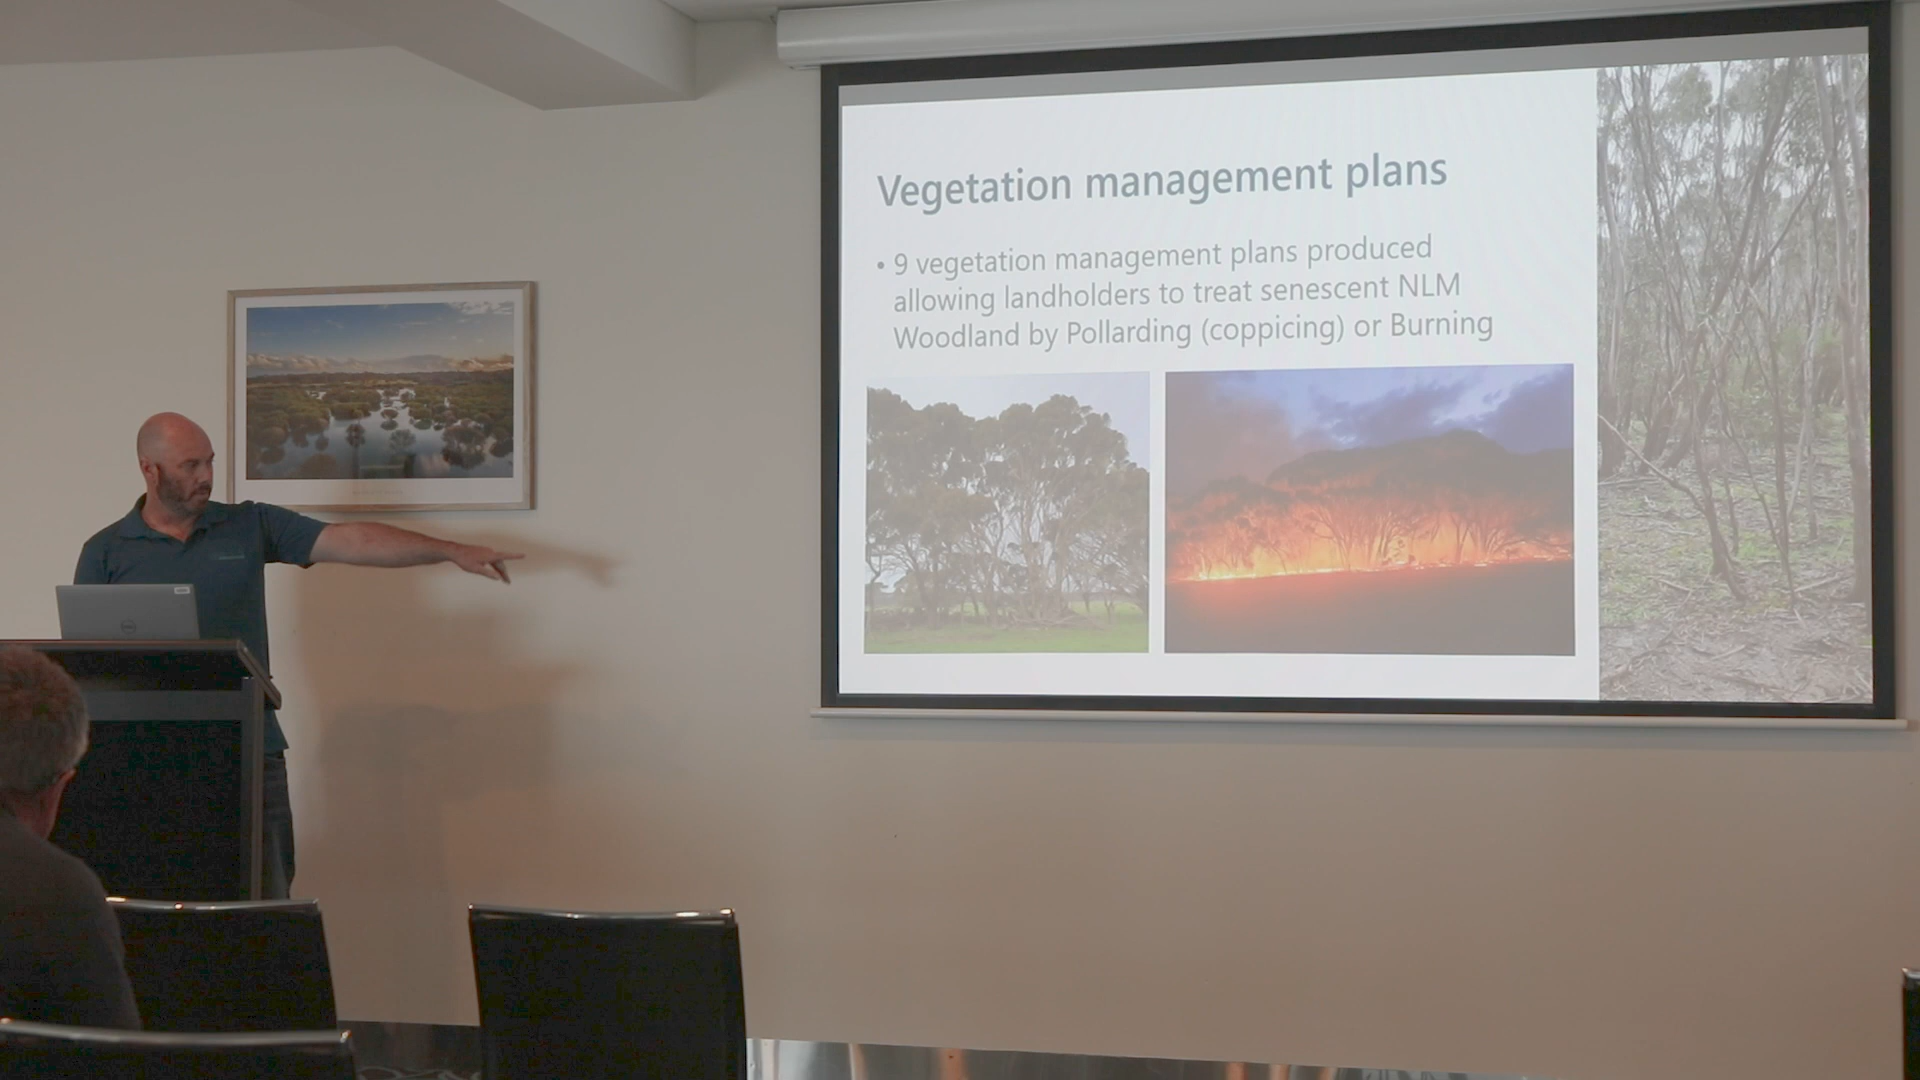 Vegetation management plans
• 9 vegetation management plans produced
allowing landholders to treat senescent NLM
Woodland by Pollarding (coppicing) or Burning
DELL